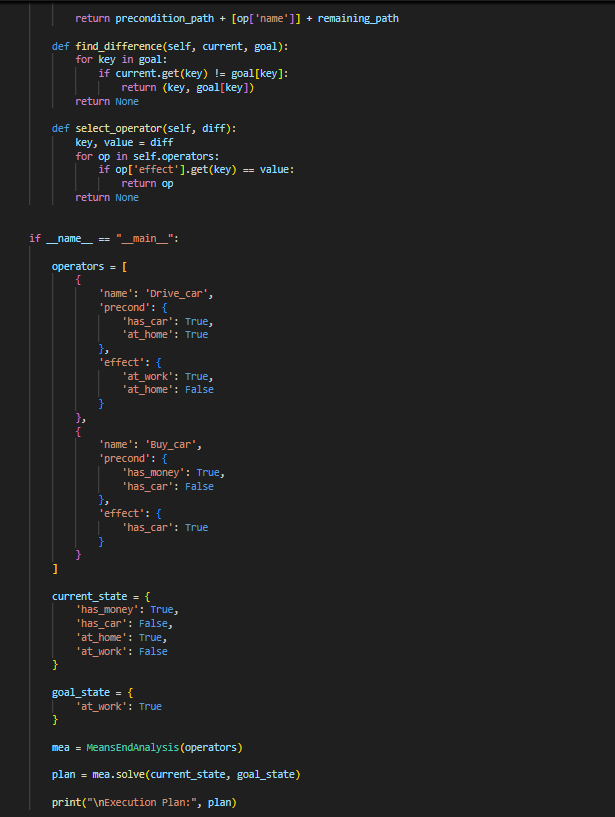 return precondition_path + [op['name']] + remaining_path
def find_difference(self, current, goal):
for key in goal:
if current.get(key) != goal[key]:
return (key, goal[key])
return None
def select_operator(self, diff):
key, value = diff
for op in self.operators:
if op['effect'].get(key) == value:
return op
return None
if __name__ == "__main__":
operators = [
{
'name': 'Drive_car',
'precond': {
'has_car': True,
'at_home': True
},
'effect': {
'at_work': True,
'at_home': False
}
},
{
'name': 'Buy_car',
'precond': {
'has_money': True,
'has_car': False
},
'effect': {
'has_car': True
}
}
]
current_state = {
'has_money': True,
'has_car': False,
'at_home': True,
'at_work': False
}
goal_state = {
'at_work': True
}
mea = MeansEndAnalysis(operators)
plan = mea.solve(current_state, goal_state)
print("\nExecution Plan:", plan)